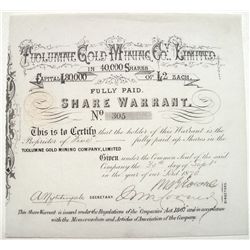 TUOLUMNE GOLD MINING CO., LIMITED.
IN 40,000 SHARES
CAPITAL £80,000 OF £2 EACH.
FULLY PAID.
SHARE WARRANT.
No 305
This is to Certify that the holder of this Warrant is the
Proprietor of Five fully paid up Shares in the
TUOLUMNE GOLD MINING COMPANY, LIMITED
Given under the Common Seal of the said
Company the day of
in the year of our Lord 187
A. Nightingale SECRETARY
This Share Warrant is issued under the Regulations of the Companies' Act 1867 and in accordance
with the Memorandum and Articles of Association of the Company.